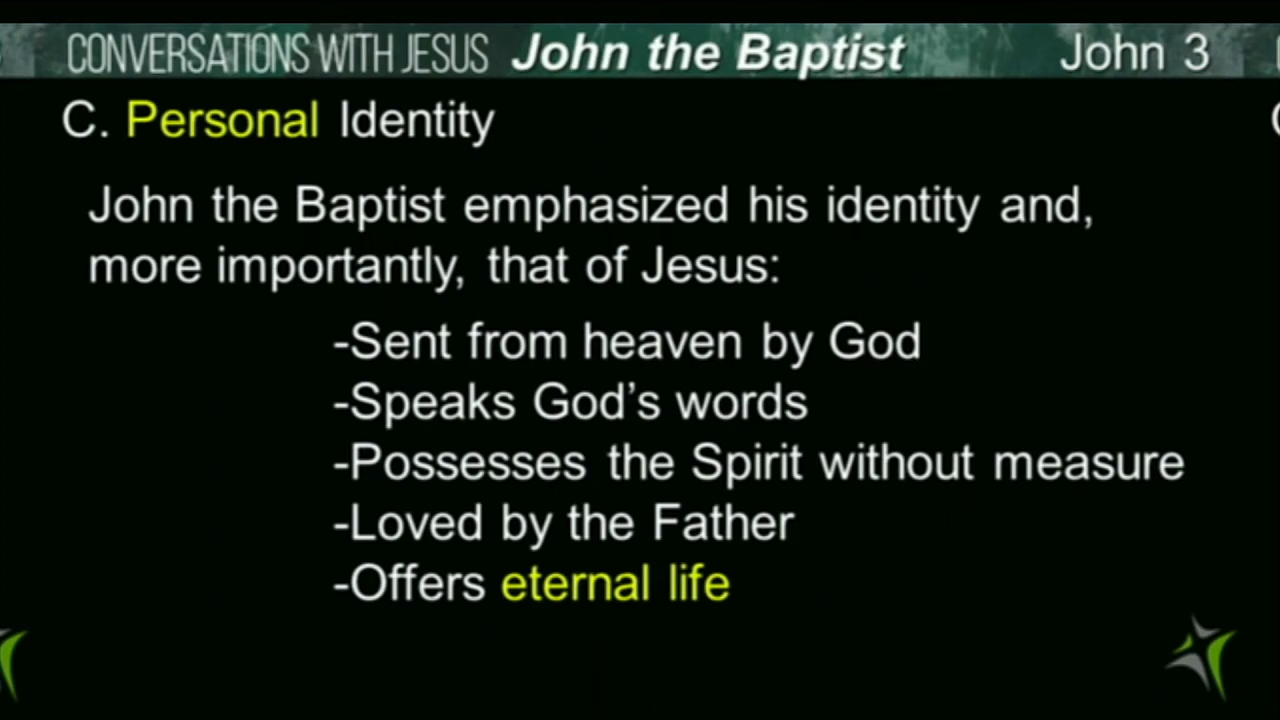 CONVERSATIONS WITH JESUS John the Baptist John 3
C. Personal Identity
John the Baptist emphasized his identity and,
more importantly, that of Jesus:
-Sent from heaven by God
-Speaks God’s words
-Possesses the Spirit without measure
-Loved by the Father
-Offers eternal life